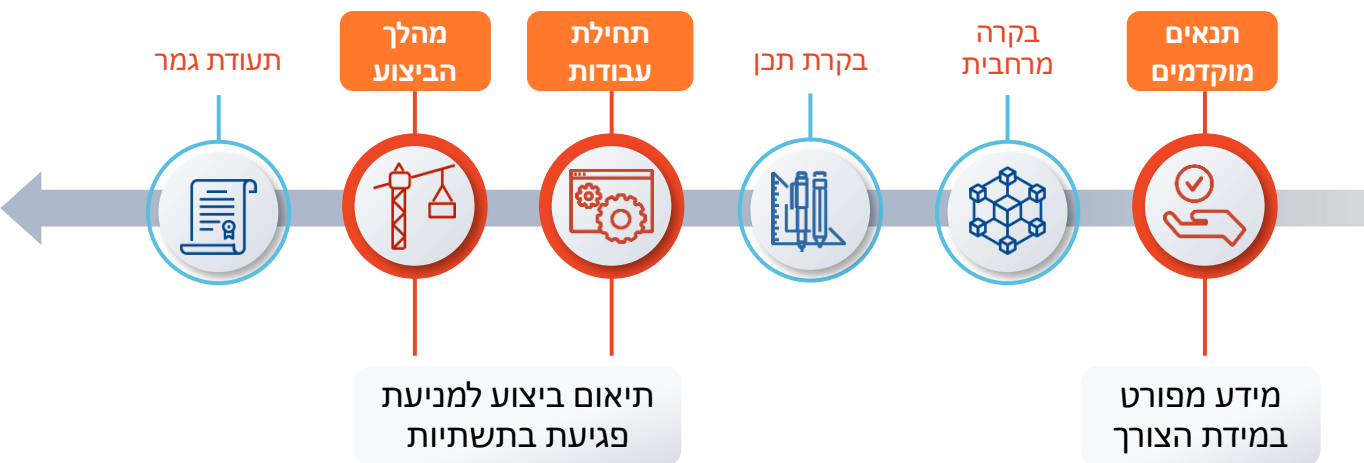 תנאים
מוקדמים
בקרה
מרחבית
בקרת תכן
תחילת
עבודות
מהלך
הביצוע
תעודת גמר
מידע מפורט
במידת הצורך
תיאום ביצוע למניעת
פגיעת בתשתיות